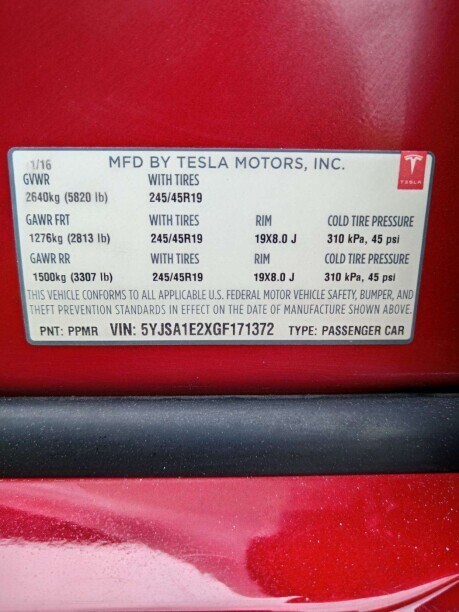 1/16 MFD BY TESLA MOTORS, INC. TESLA
GVWR WITH TIRES
2640kg (5820 lb) 245/45R19
GAWR FRT WITH TIRES RIM COLD TIRE PRESSURE
1276kg (2813 lb) 245/45R19 19X8.0 J 310 kPa, 45 psi
GAWR RR WITH TIRES RIM COLD TIRE PRESSURE
1500kg (3307 lb) 245/45R19 19X8.0 J 310 kPa, 45 psi
THIS VEHICLE CONFORMS TO ALL APPLICABLE U.S. FEDERAL MOTOR VEHICLE SAFETY, BUMPER, AND
THEFT PREVENTION STANDARDS IN EFFECT ON THE DATE OF MANUFACTURE SHOWN ABOVE.
PNT: PPMR VIN: 5YJSA1E2XGF171372 TYPE: PASSENGER CAR